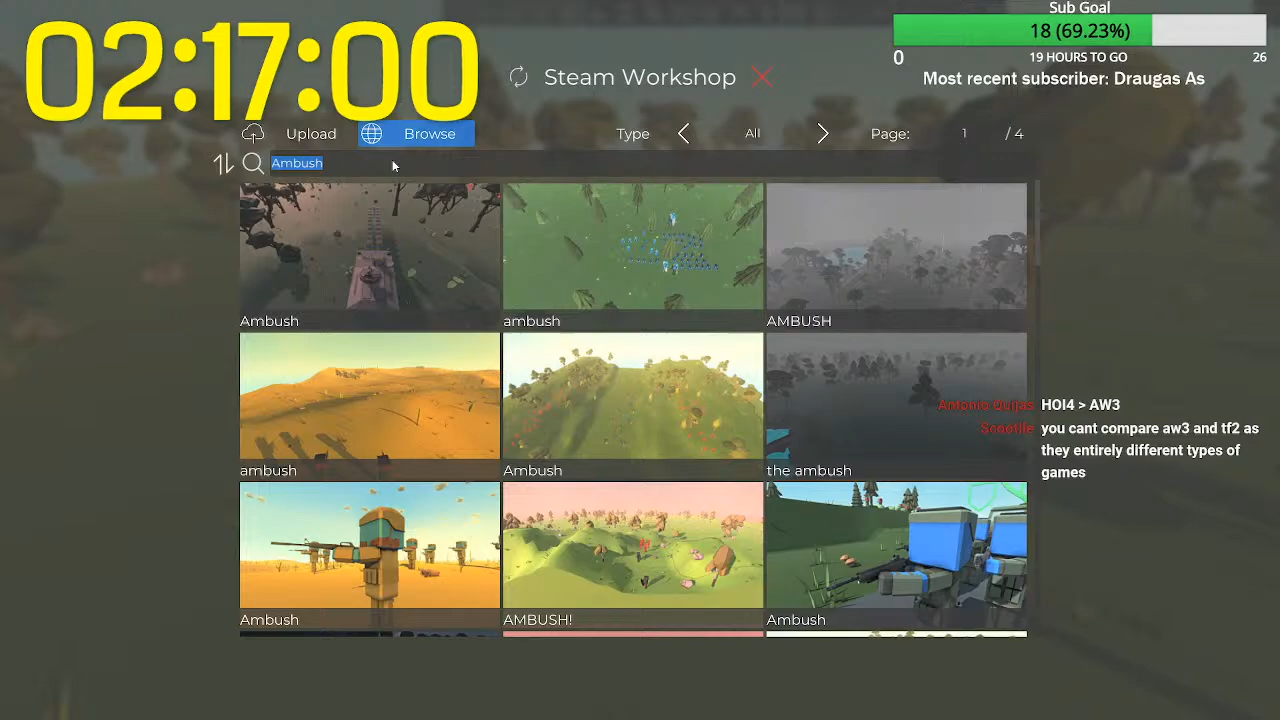 02:17:00
Sub Goal
18 (69.23%)
0
19 HOURS TO GO
26
Most recent subscriber: Draugas As
Steam Workshop
Upload
Browse
Type
All
Page:
1
/ 4
Ambush
Ambush
ambush
AMBUSH
ambush
Ambush
the ambush
Ambush
AMBUSH!
Ambush
Antonio Quijas HOI4 > AW3
Scootile you cant compare aw3 and tf2 as
they entirely different types of
games